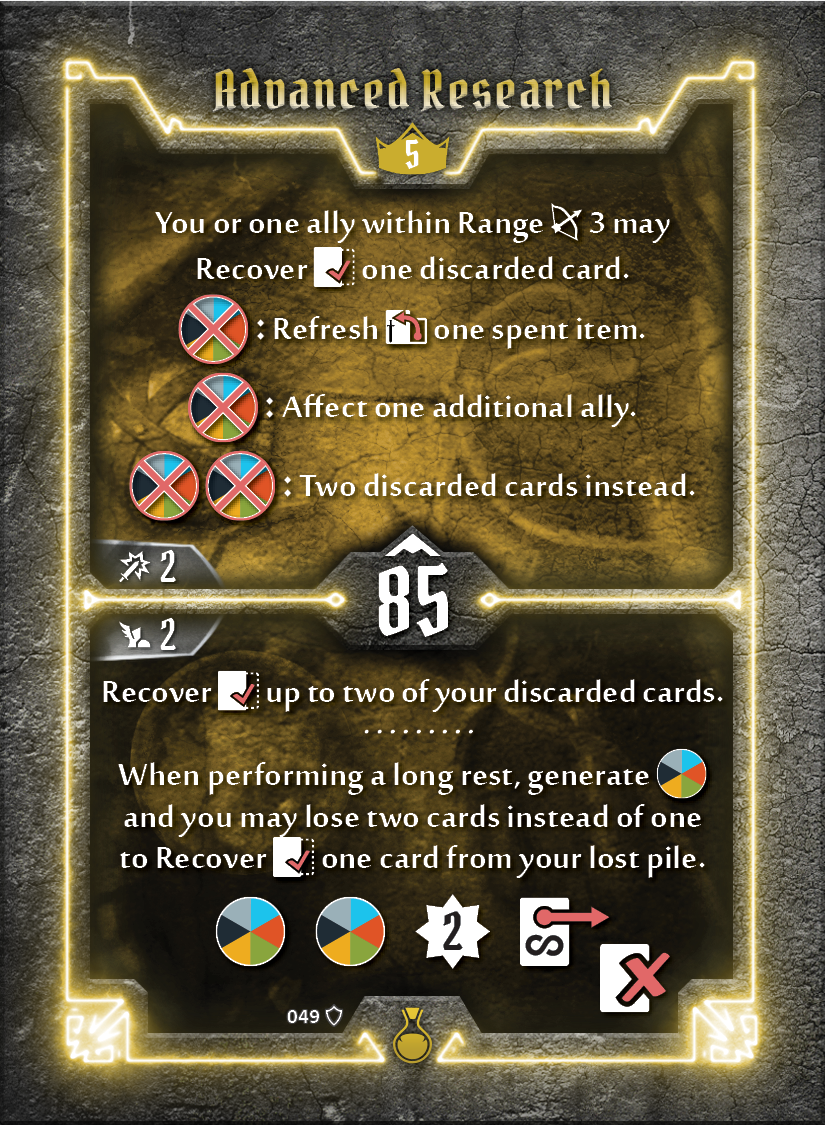 Advanced Research
5
You or one ally within Range 3 may
Recover one discarded card.
: Refresh one spent item.
: Affect one additional ally.
: Two discarded cards instead.
2
85
2
Recover up to two of your discarded cards.
.........
When performing a long rest, generate
and you may lose two cards instead of one
to Recover one card from your lost pile.
2
049